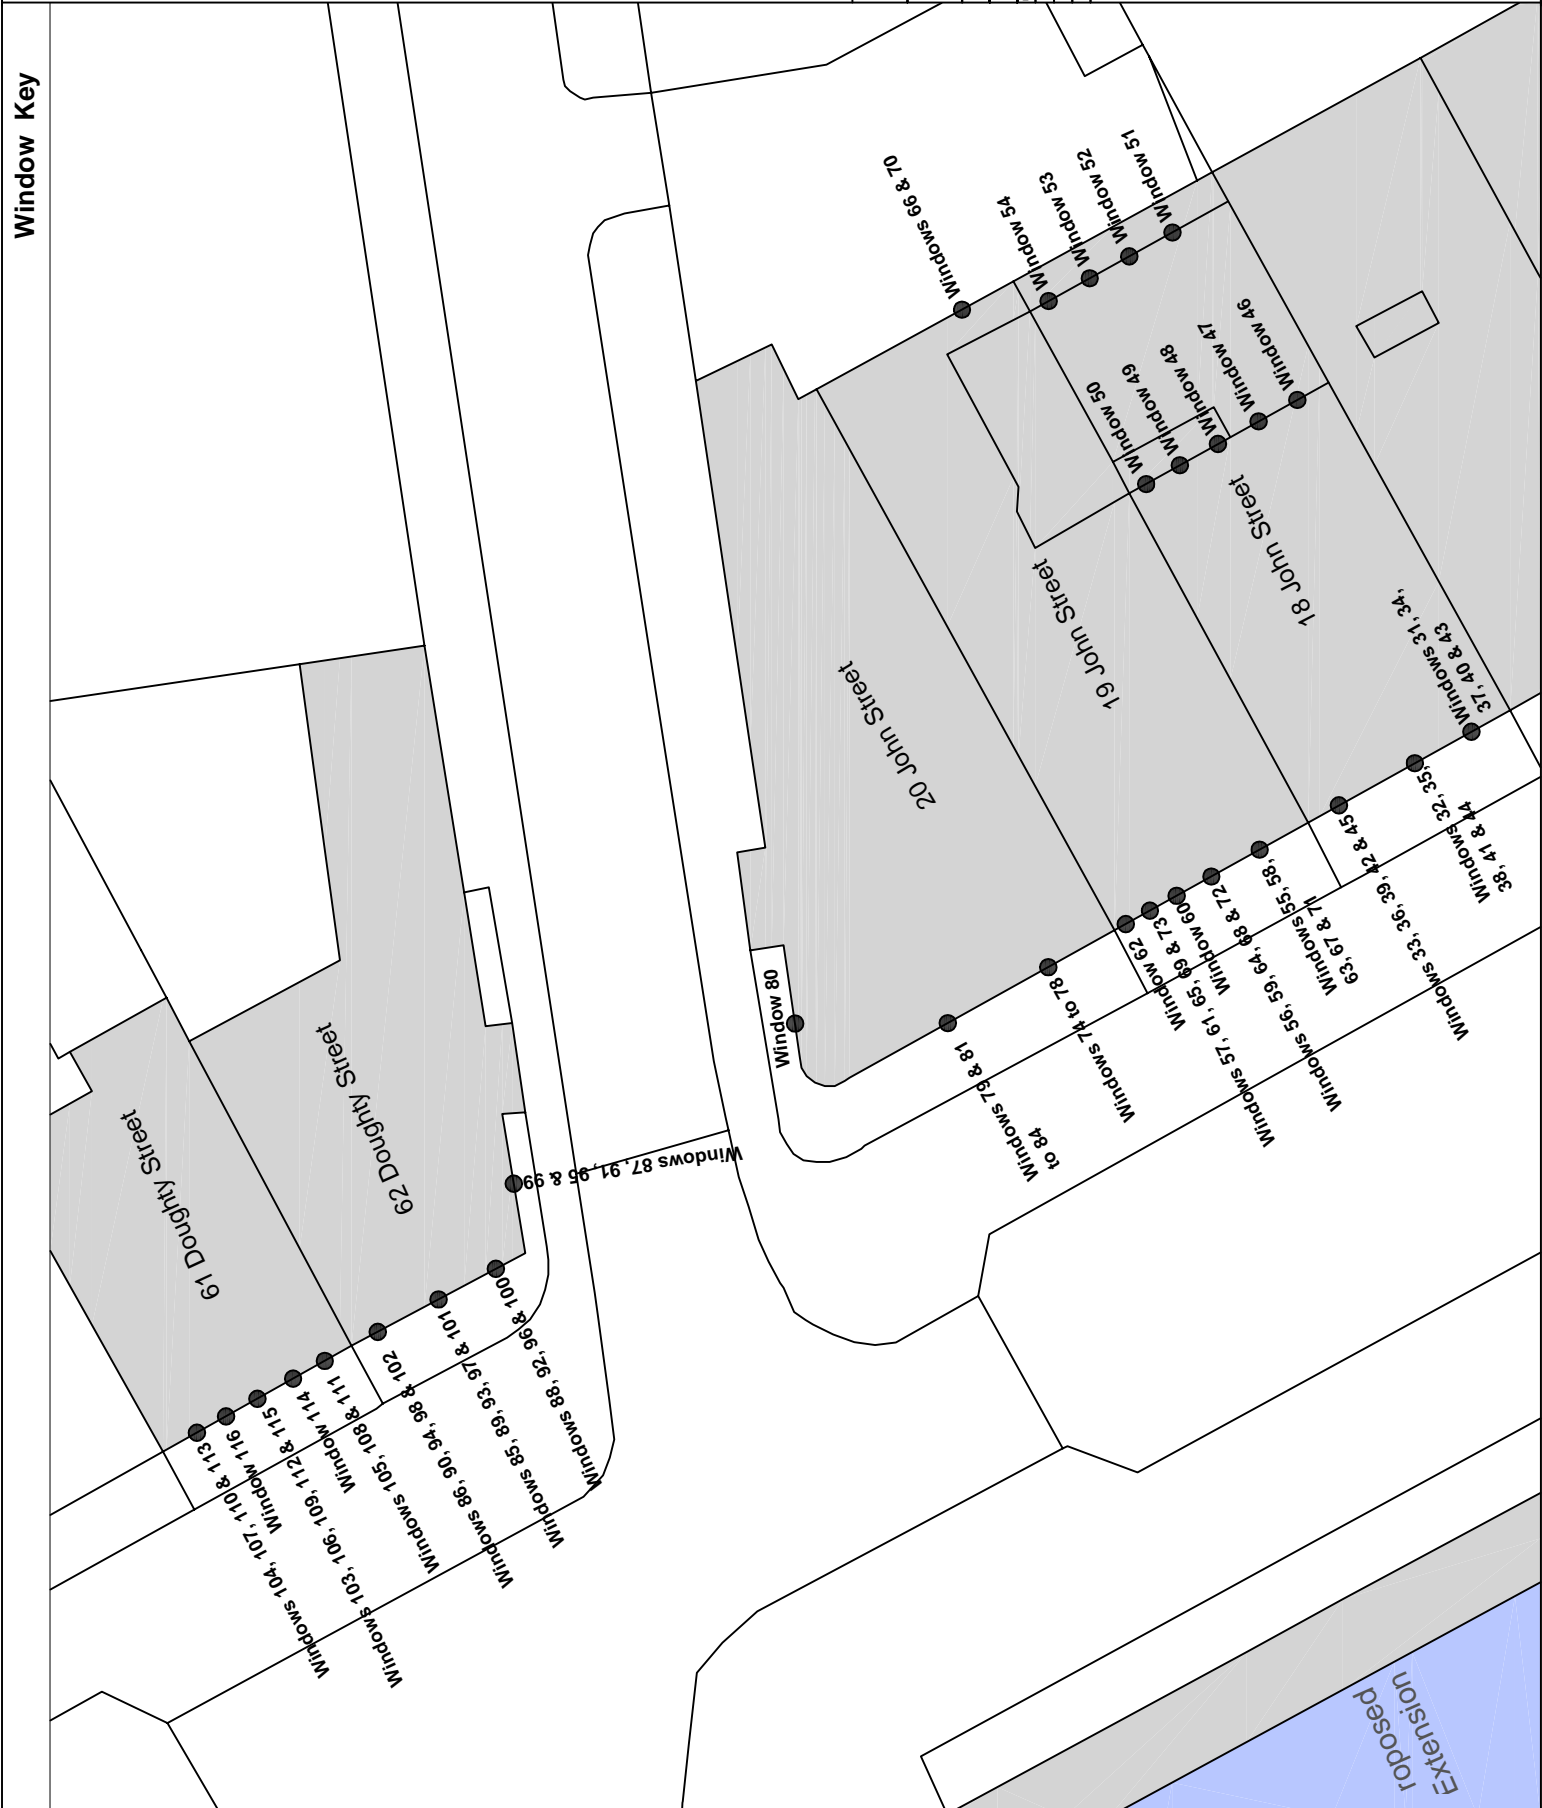 Window Key
Windows 66 & 70
Window 54
Window 53
Window 52
Window 51
Window 50
Window 49
Window 48
Window 47
Window 46
18 John Street
19 John Street
20 John Street
Windows 31, 34,
37, 40 & 43
Windows 32, 35,
38, 41 & 44
Windows 33, 36, 39, 42 & 45
Windows 55, 58,
63, 67 & 71
Windows 56, 59, 64, 68 & 72
Window 60
Windows 57, 61, 65, 69 & 73
Window 62
Windows 74 to 78
Windows 79 & 81
to 84
Window 80
Windows 87, 91, 95 & 99
62 Doughty Street
61 Doughty Street
Windows 88, 92, 96 & 100
Windows 85, 89, 93, 97 & 101
Windows 86, 90, 94, 98 & 102
Windows 105, 108 & 111
Window 114
Windows 103, 106, 109, 112 & 115
Window 116
Windows 104, 107, 110 & 113
roposed
Extension